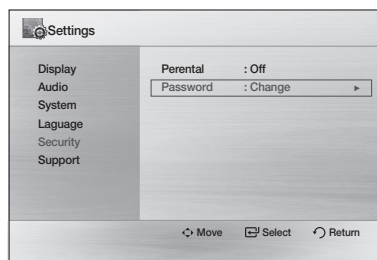 Settings
Display
Audio
System
Laguage
Security
Support
Perental : Off
Password : Change ►
Move Select Return